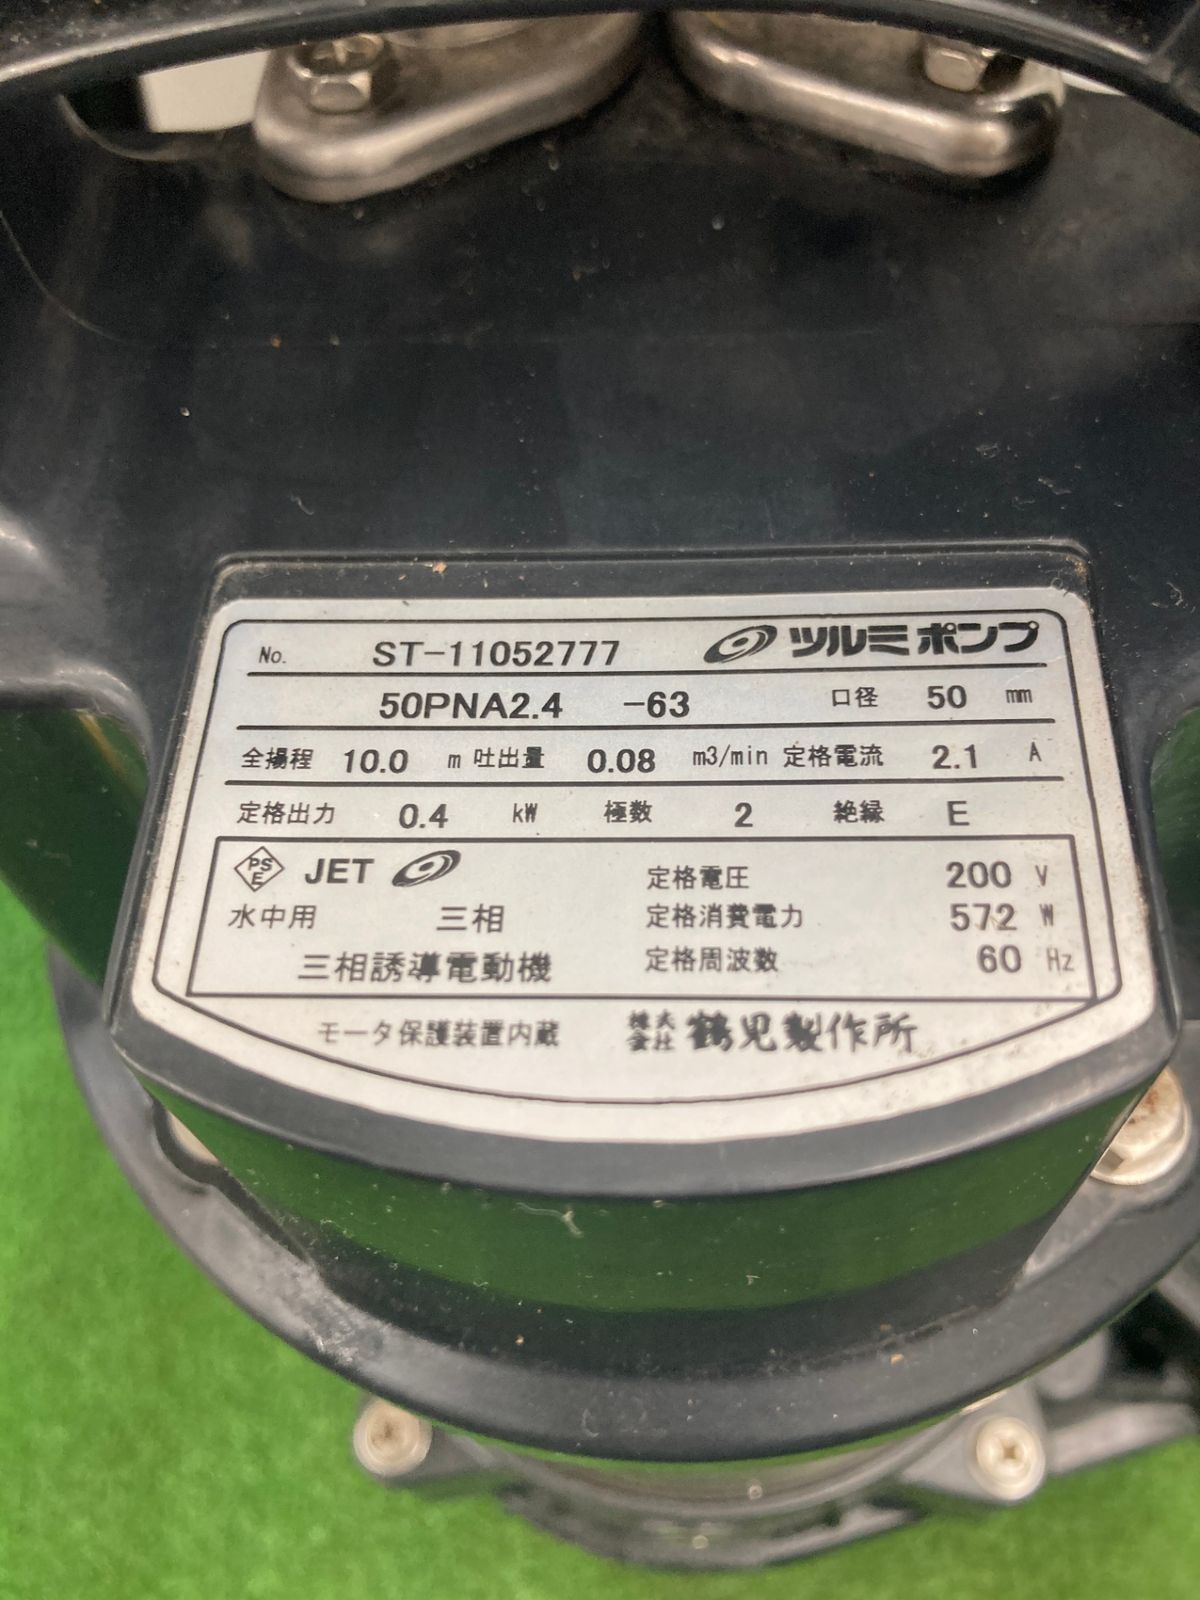 No. ST-11052777 ツルミポンプ
50PNA2.4 -63 口径 50 mm
全揚程 10.0 m 吐出量 0.08 m3/min 定格電流 2.1 A
定格出力 0.4 kW 極数 2 絶縁 E
PSE JET 定格電圧 200 V
水中用 三相 定格消費電力 572 W
三相誘導電動機 定格周波数 60 Hz
モータ保護装置内蔵 株式会社 鶴見製作所